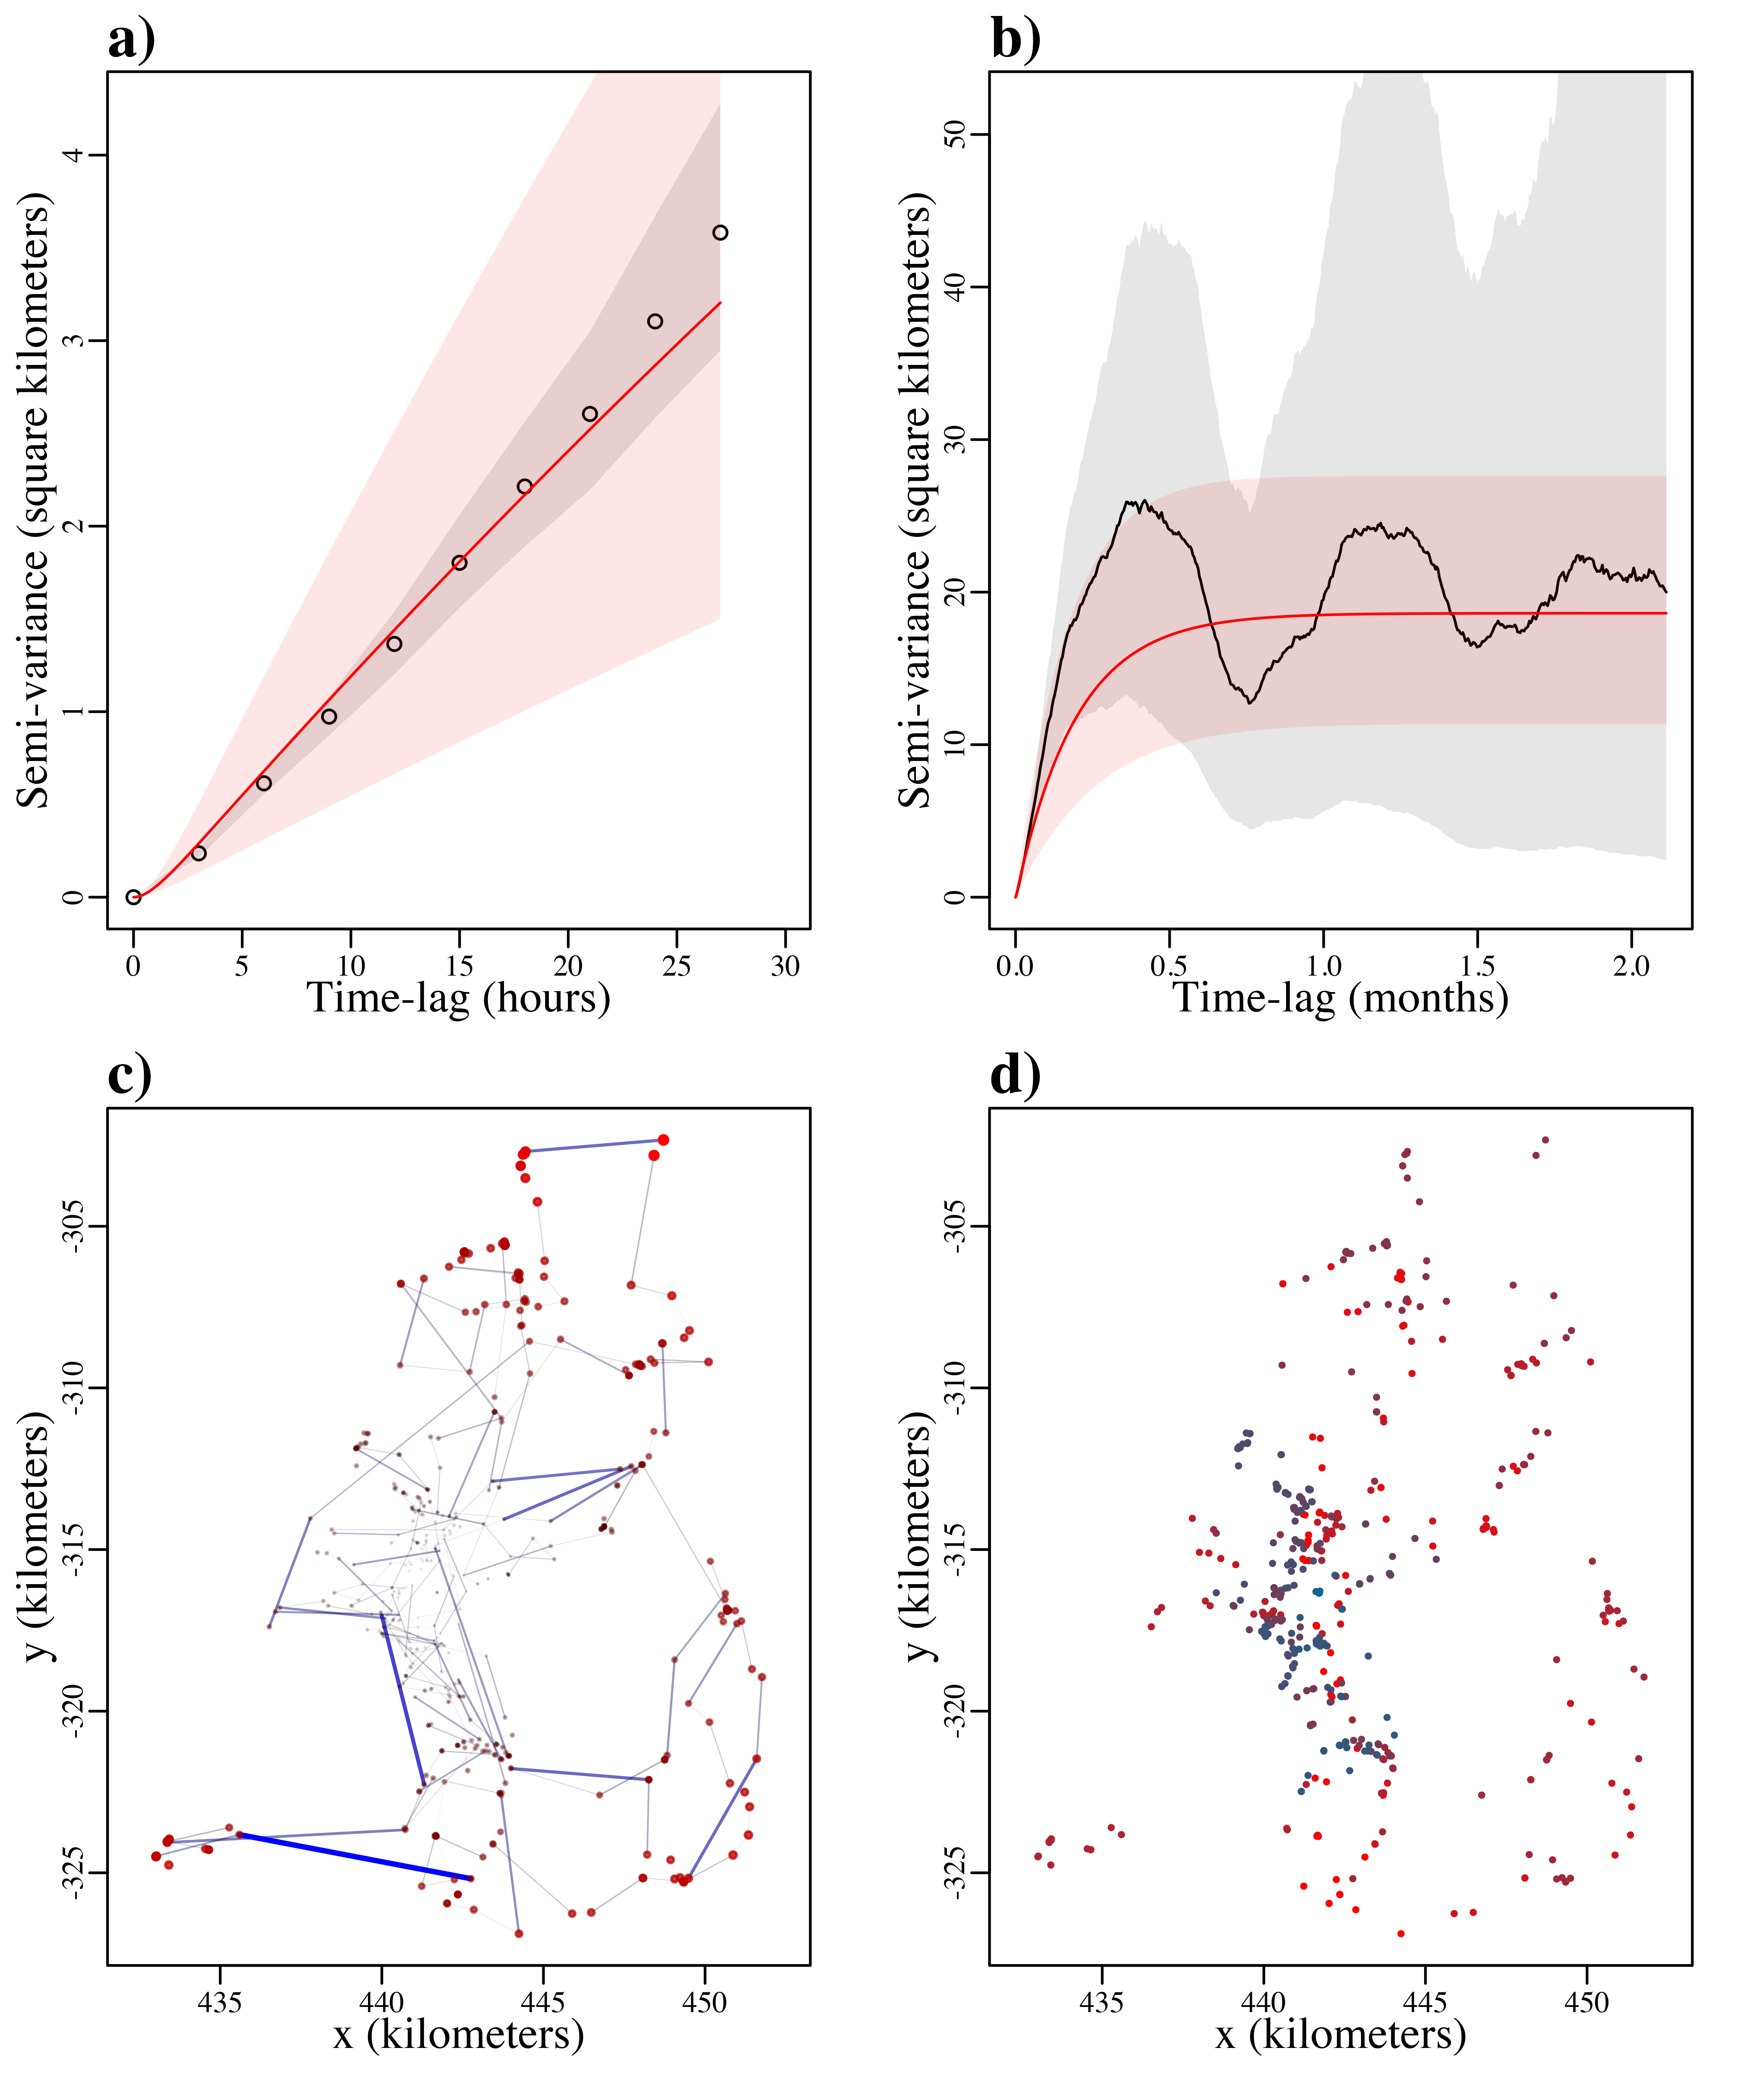 a)
Semi-variance (square kilometers)
4
3
2
1
0
0 5 10 15 20 25 30
Time-lag (hours)
b)
Semi-variance (square kilometers)
50
40
30
20
10
0
0.0 0.5 1.0 1.5 2.0
Time-lag (months)
c)
y (kilometers)
-305
-310
-315
-320
-325
435 440 445 450
x (kilometers)
d)
y (kilometers)
-305
-310
-315
-320
-325
435 440 445 450
x (kilometers)